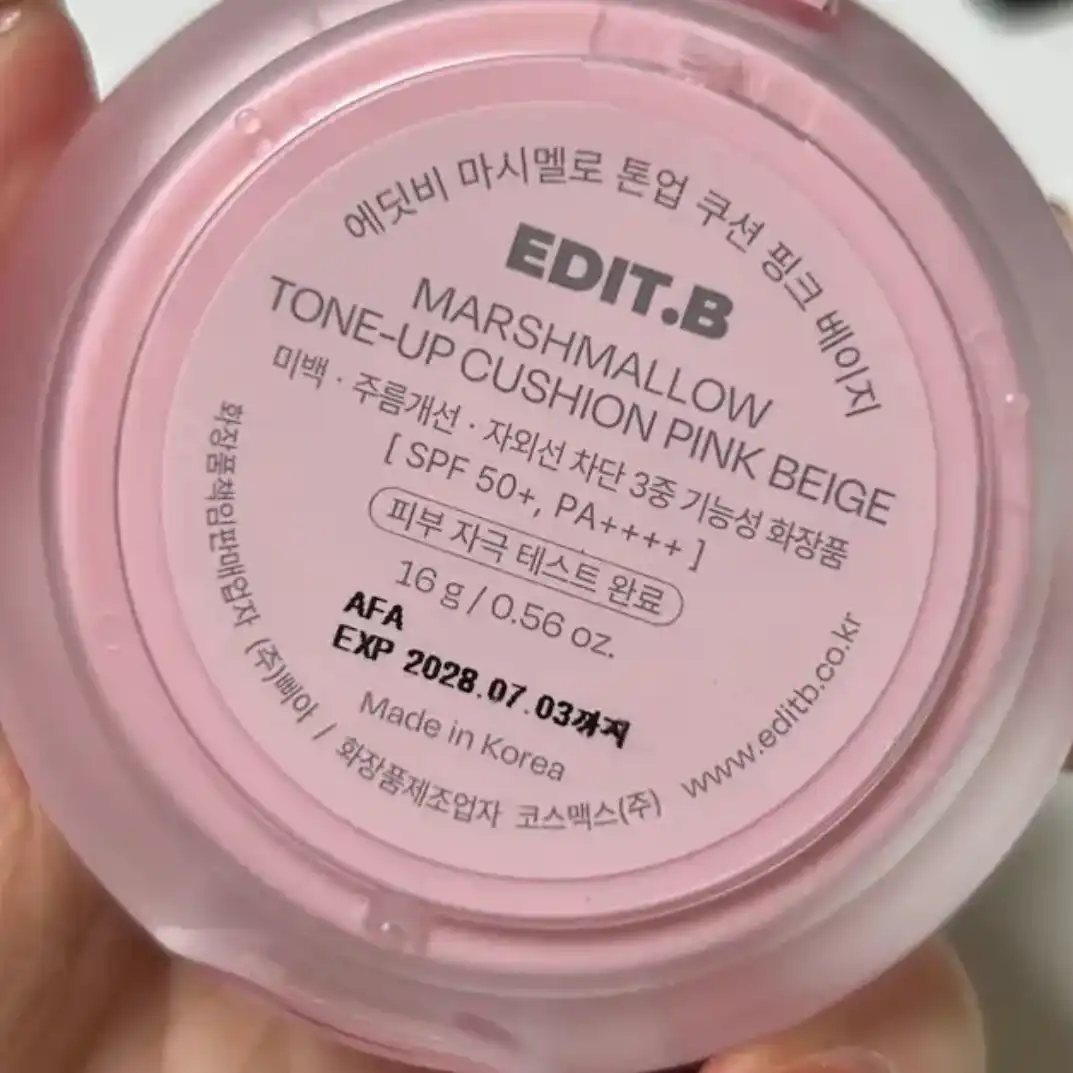 에딧비 마시멜로 톤업 쿠션 핑크 베이지
EDIT.B
MARSHMALLOW
TONE-UP CUSHION PINK BEIGE
미백 · 주름개선 · 자외선 차단 3중 기능성 화장품
[ SPF 50+, PA++++ ]
피부 자극 테스트 완료
16 g / 0.56 oz.
AFA
EXP 2028.07.03까지
Made in Korea
화장품책임판매업자 (주)삐아 / 화장품제조업자 코스맥스(주)
www.editb.co.kr